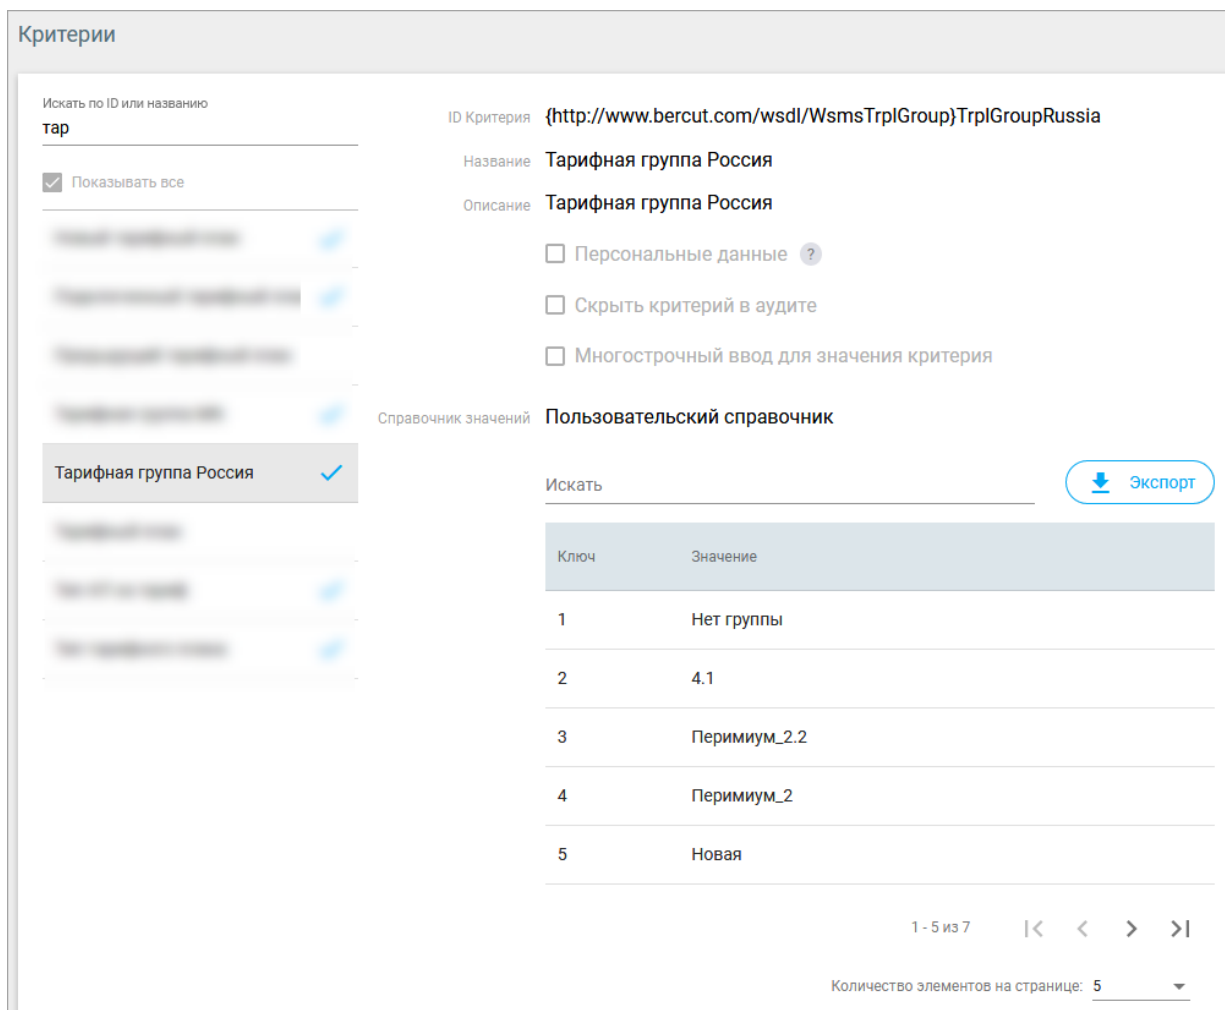 Критерии
Искать по ID или названию
тар
Показывать все
Тарифная группа Россия
ID Критерия {http://www.bercut.com/wsdl/WsmsTrplGroup}TrplGroupRussia
Название Тарифная группа Россия
Описание Тарифная группа Россия
Персональные данные ?
Скрыть критерий в аудите
Многострочный ввод для значения критерия
Справочник значений Пользовательский справочник
Искать
Экспорт
Ключ Значение
1 Нет группы
2 4.1
3 Перимиум_2.2
4 Перимиум_2
5 Новая
1 - 5 из 7
Количество элементов на странице: 5